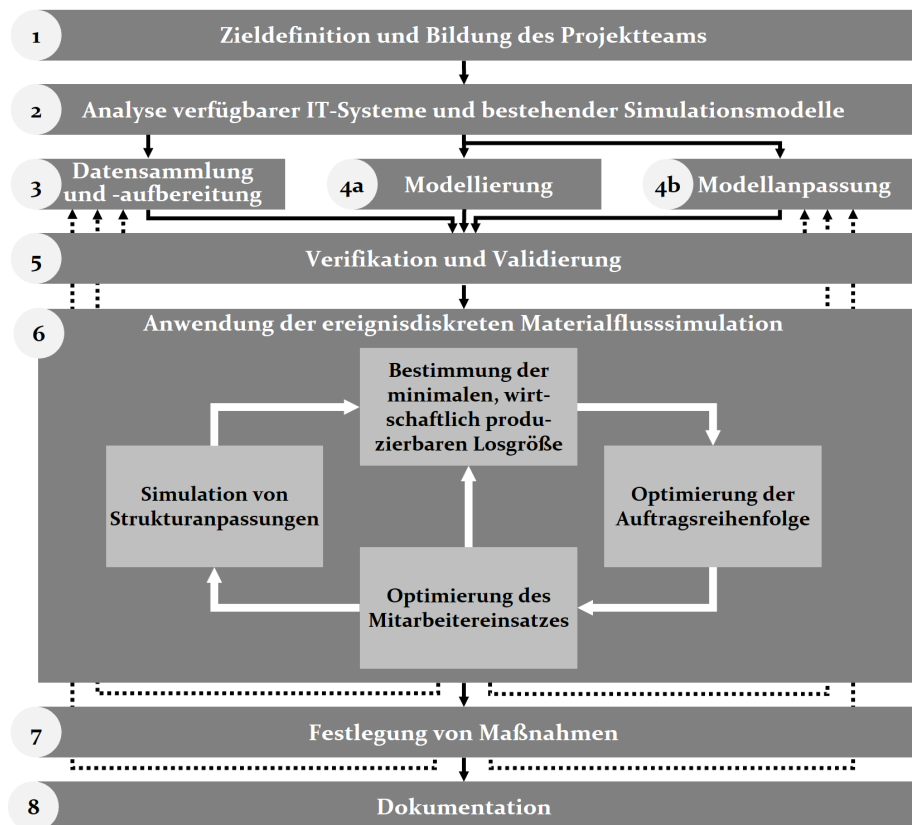 1
Zieldefinition und Bildung des Projektteams
2
Analyse verfügbarer IT-Systeme und bestehender Simulationsmodelle
3
Datensammlung
und -aufbereitung
4a
Modellierung
4b
Modellanpassung
5
Verifikation und Validierung
6
Anwendung der ereignisdiskreten Materialflusssimulation
Bestimmung der
minimalen, wirt-
schaftlich produ-
zierbaren Losgröße
Simulation von
Strukturanpassungen
Optimierung der
Auftragsreihenfolge
Optimierung des
Mitarbeitereinsatzes
7
Festlegung von Maßnahmen
8
Dokumentation